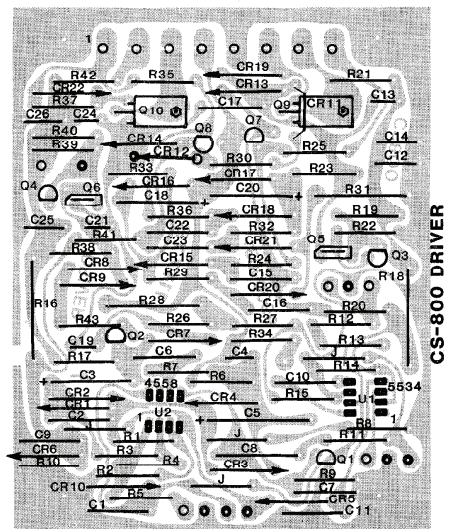 1
CR19
R42
R35
R21
CR22
CR13
C13
R37
C17
Q9
CR11
Q10
C26
C24
Q7
R40
Q8
C14
R39
CR14
CR12
R25
C12
R30
R33
CR17
R23
Q4
Q6
CR16
C20
R31
C18
+
+
R36
CR18
R19
C25
C21
C22
R32
R22
R41
C23
CR21
Q5
R38
Q3
CR8
CR15
R24
R18
CR9
R29
C15
R16
CR20
R28
C16
R20
R43
R26
R27
R12
Q2
CR7
R34
R13
C19
C6
C4
J
R17
R14
R7
+
C3
4558
R6
C10
5534
CR2
R15
U1
CR1
CR4
C2
1
U2
+
C5
1
J
R8
C9
R1
J
R11
CR6
R3
C8
Q1
R10
R4
CR3
R2
R9
CR10
J
C7
R5
CR5
C1
C11
CS-800 DRIVER